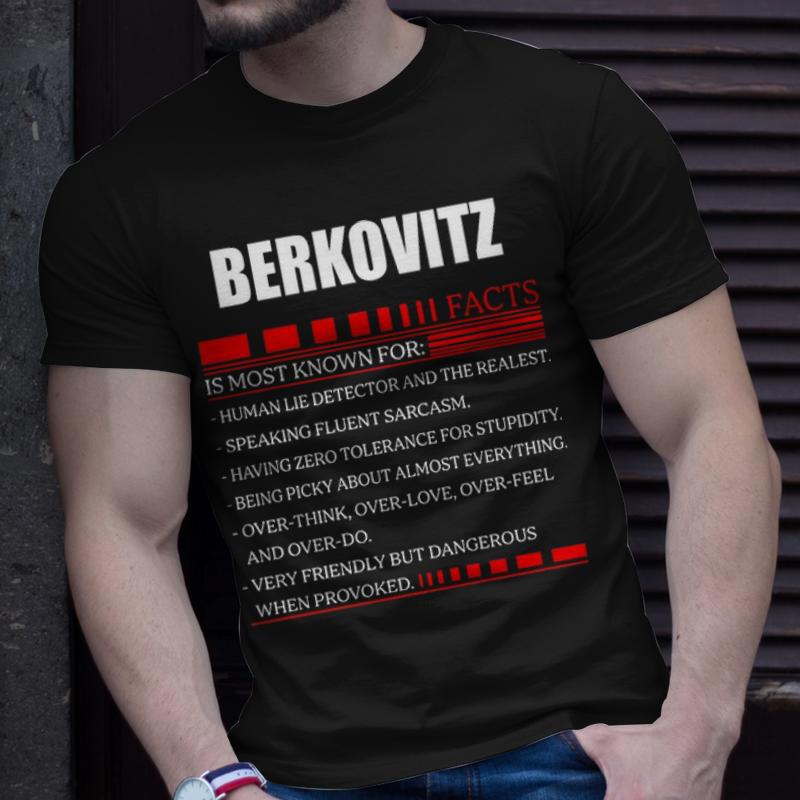 BERKOVITZ
FACTS
IS MOST KNOWN FOR:
- HUMAN LIE DETECTOR AND THE REALEST.
- SPEAKING FLUENT SARCASM.
- HAVING ZERO TOLERANCE FOR STUPIDITY.
- BEING PICKY ABOUT ALMOST EVERYTHING.
- OVER-THINK, OVER-LOVE, OVER-FEEL
AND OVER-DO.
- VERY FRIENDLY BUT DANGEROUS
WHEN PROVOKED.